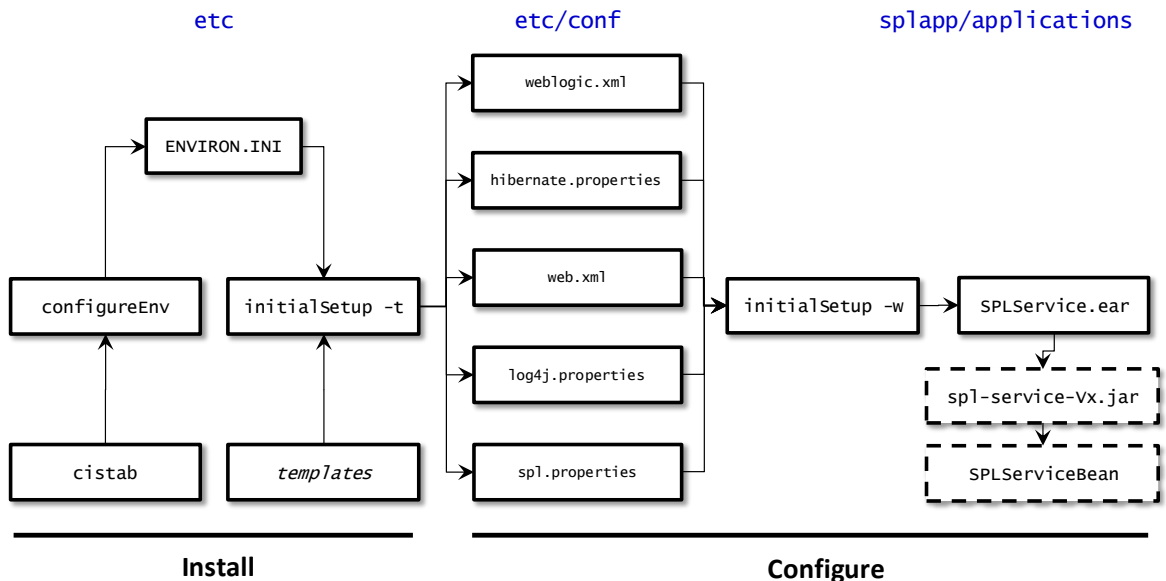 etc
etc/conf
splapp/applications
weblogic.xml
ENVIRON.INI
hibernate.properties
configureEnv
initialSetup -t
web.xml
initialSetup -w
SPLService.ear
log4j.properties
spl-service-Vx.jar
cistab
templates
spl.properties
SPLServiceBean
Install
Configure